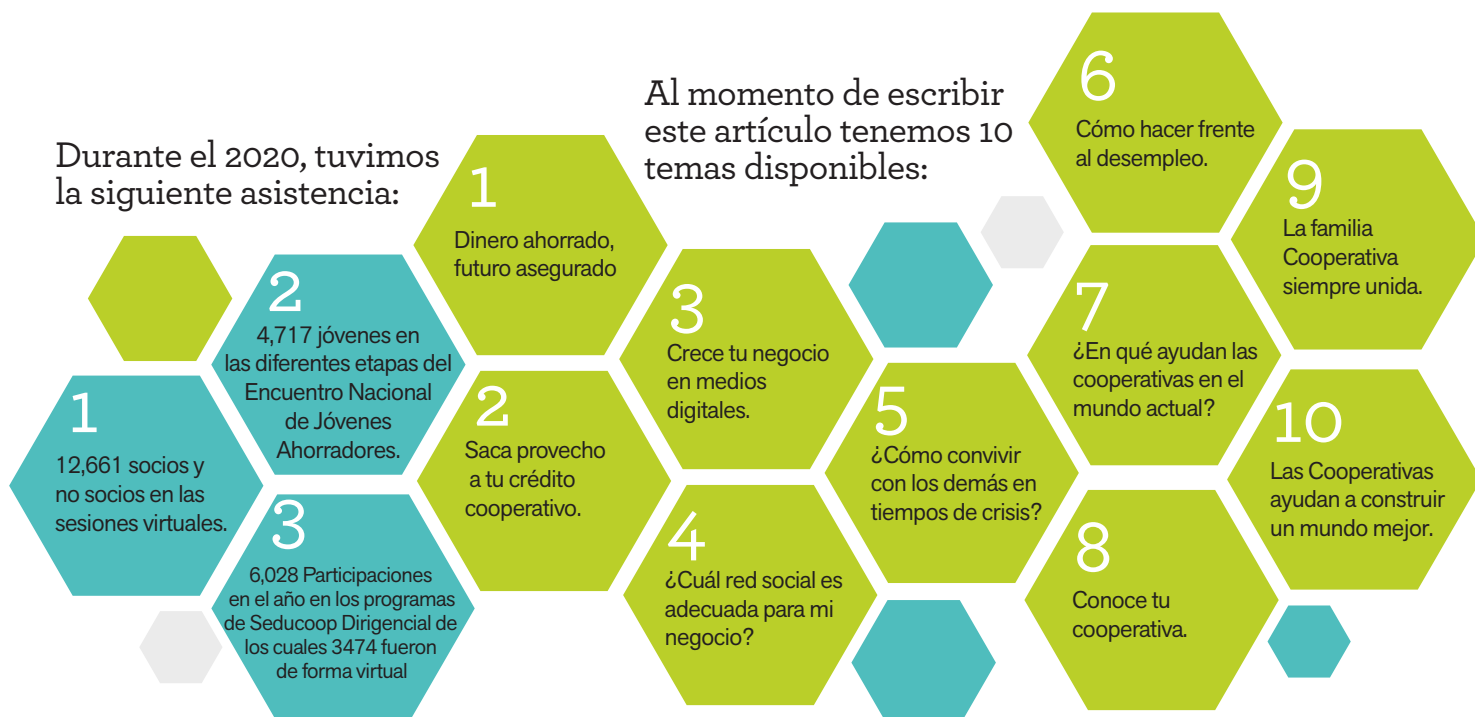 Durante el 2020, tuvimos
la siguiente asistencia:
1
12,661 socios y
no socios en las
sesiones virtuales.
2
4,717 jóvenes en
las diferentes etapas del
Encuentro Nacional
de Jóvenes
Ahorradores.
3
6,028 Participaciones
en el año en los programas
de Seducoop Dirigencial de
los cuales 3474 fueron
de forma virtual
Al momento de escribir
este artículo tenemos 10
temas disponibles:
1
Dinero ahorrado,
futuro asegurado
2
Saca provecho
a tu crédito
cooperativo.
3
Crece tu negocio
en medios
digitales.
4
¿Cuál red social es
adecuada para mi
negocio?
5
¿Cómo convivir
con los demás en
tiempos de crisis?
6
Cómo hacer frente
al desempleo.
7
¿En qué ayudan las
cooperativas en el
mundo actual?
8
Conoce tu
cooperativa.
9
La familia
Cooperativa
siempre unida.
10
Las Cooperativas
ayudan a construir
un mundo mejor.